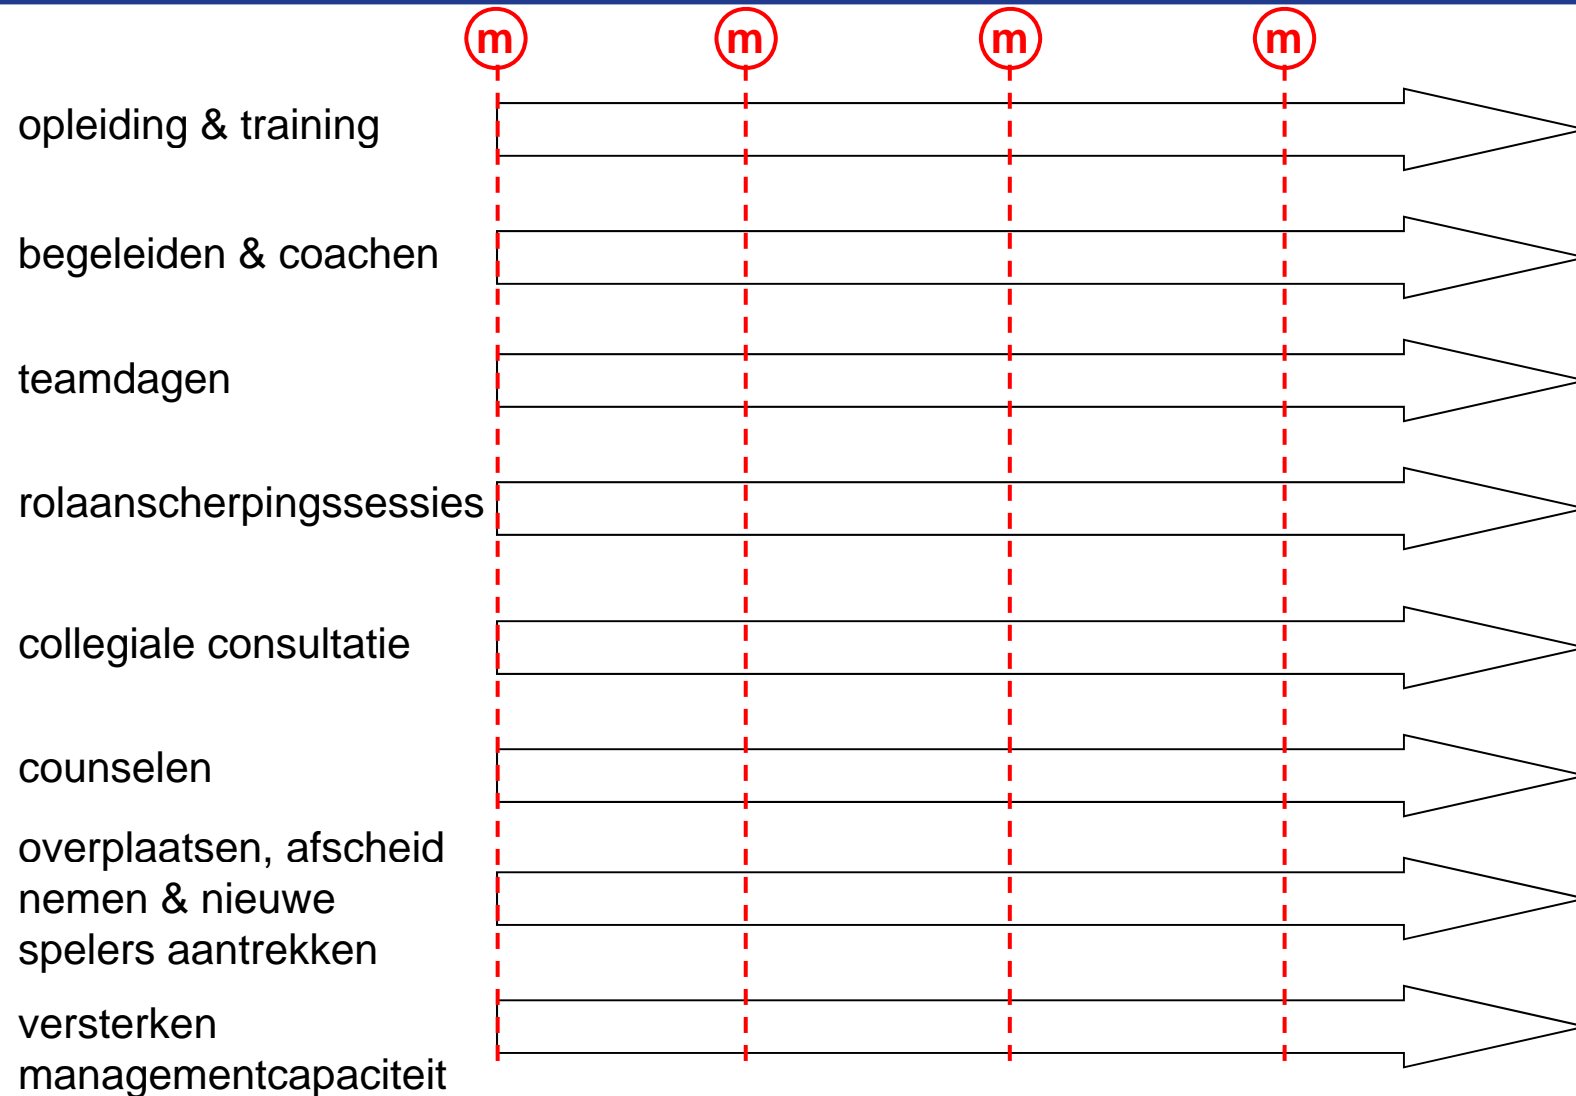 m m m m
opleiding & training
begeleiden & coachen
teamdagen
rolaanscherpingssessies
collegiale consultatie
counselen
overplaatsen, afscheid
nemen & nieuwe
spelers aantrekken
versterken
managementcapaciteit